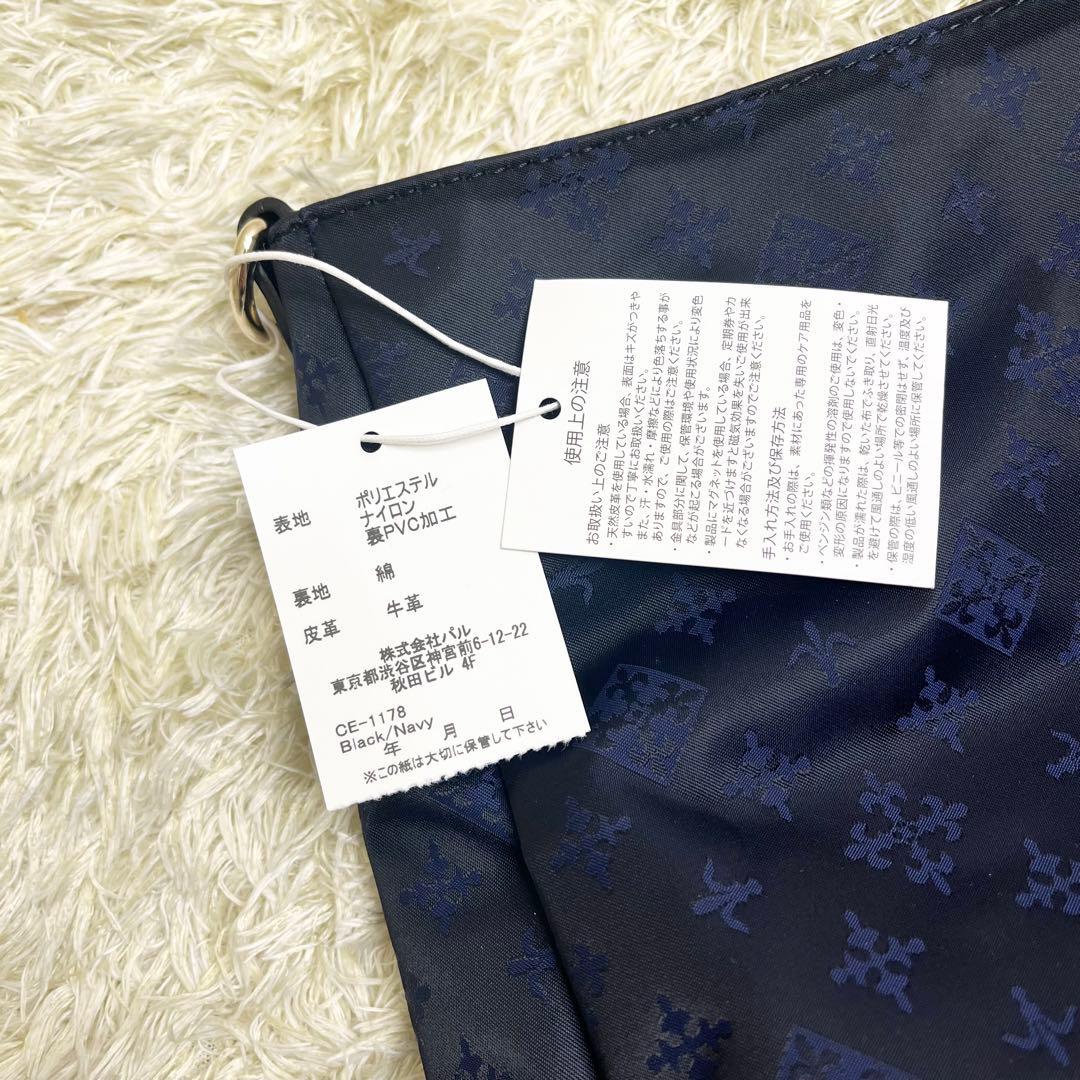 表地 ポリエステル
ナイロン
裏PVC加工
裏地 綿
皮革 牛革
株式会社パル
東京都渋谷区神宮前6-12-22
秋田ビル 4F
CE-1178
Black/Navy
年 月 日
※この紙は大切に保管して下さい
使用上の注意
お取扱い上のご注意
・天然皮革を使用している場合、表面はキズがつきや
すいので丁寧にお取扱いください。
また、汗・水濡れ・摩擦などにより色落ちする事が
ありますので、ご使用の際はご注意ください。
・金具部分に関して、保管環境や使用状況により変色
などが起こる場合がございます。
・製品にマグネットを使用している場合、定期券やカ
ードを近づけますと磁気効果を失いご使用が出来
なくなる場合がございますのでご注意ください。
手入れ方法及び保存方法
・お手入れの際は、素材にあった専用のケア用品を
ご使用ください。
・ベンジン類などの揮発性の溶剤のご使用は、変色・
変形の原因になりますので使用しないでください。
・製品が濡れた際は、乾いた布でふき取り、直射日光
を避けて風通しのよい場所で乾燥させてください。
・保管の際は、ビニール等での密閉はせず、温度及び
湿度の低い風通しのよい場所に保管してください。